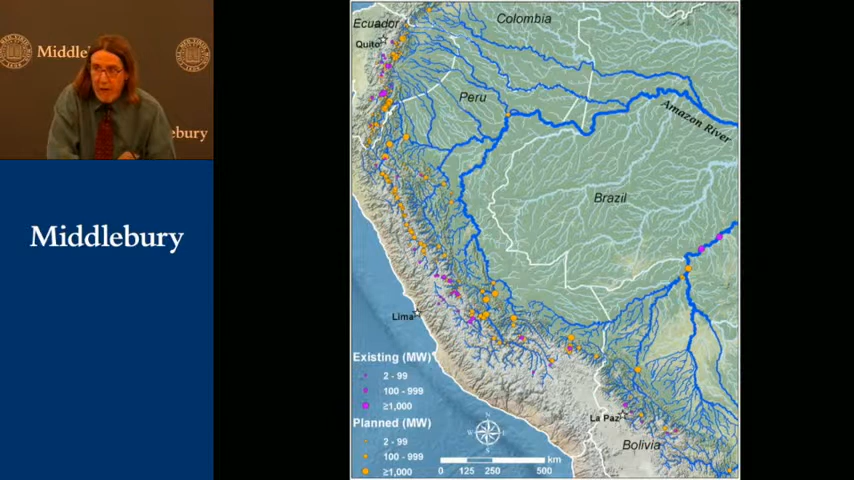 Middleb
ebury
Middlebury
Ecuador
Colombia
Quito
Peru
Amazon River
Brazil
Lima
Existing (MW)
2 - 99
100 - 999
≥1,000
Planned (MW)
2 - 99
100 - 999
≥1,000
La Paz
Bolivia
N
W
E
S
km
0 125 250 500